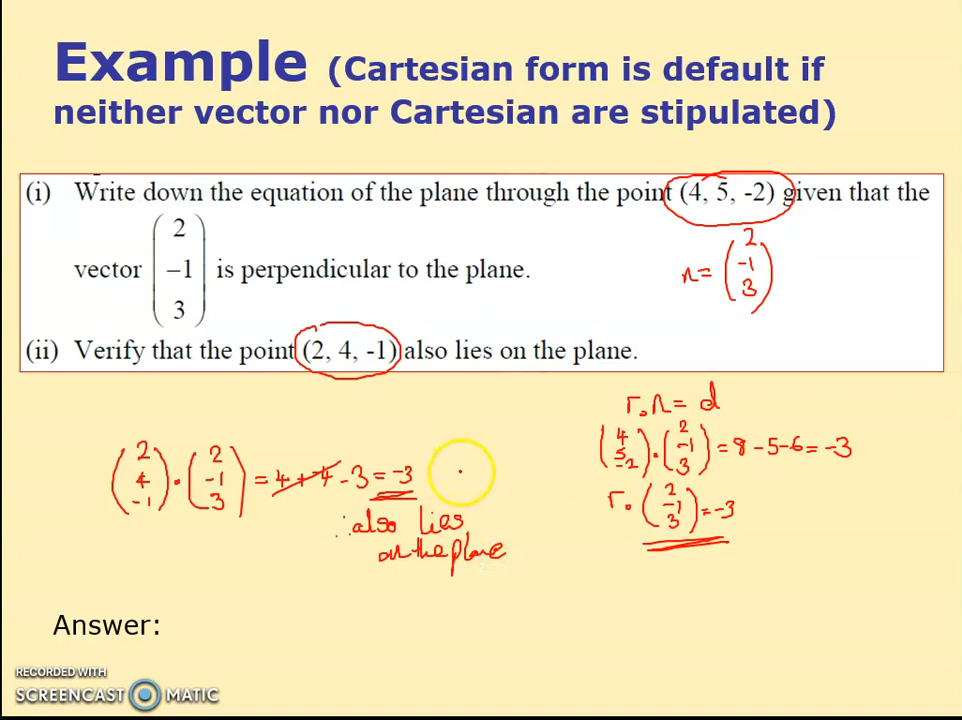 Example (Cartesian form is default if
neither vector nor Cartesian are stipulated)
(i) Write down the equation of the plane through the point (4, 5, -2) given that the
vector
2
−1
3
is perpendicular to the plane.
n =
2
-1
3
(ii) Verify that the point (2, 4, -1) also lies on the plane.
r.n = d
(4 5 -2) . (2 -1 3) = 8 - 5 - 6 = -3
r. (2 -1 3) = -3
(2 4 -1) . (2 -1 3) = 4 + -4 - 3 = -3
∴ also lies
on the plane
Answer:
RECORDED WITH
SCREENCAST MATIC